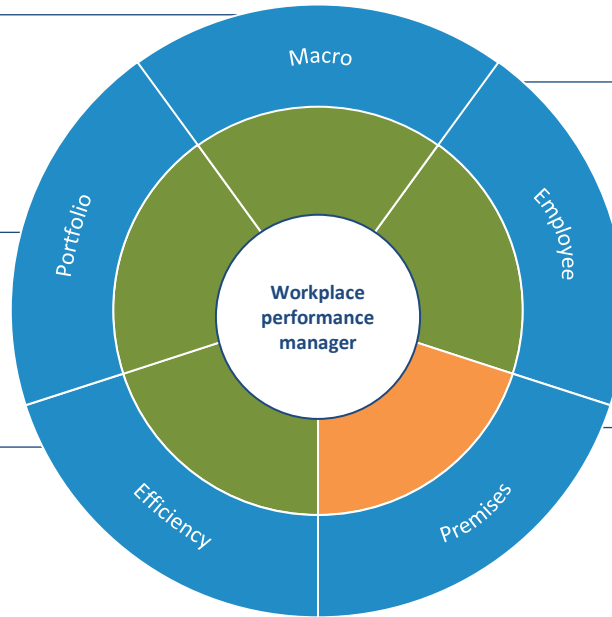 Macro
Employee
Portfolio
Workplace
performance
manager
Efficiency
Premises